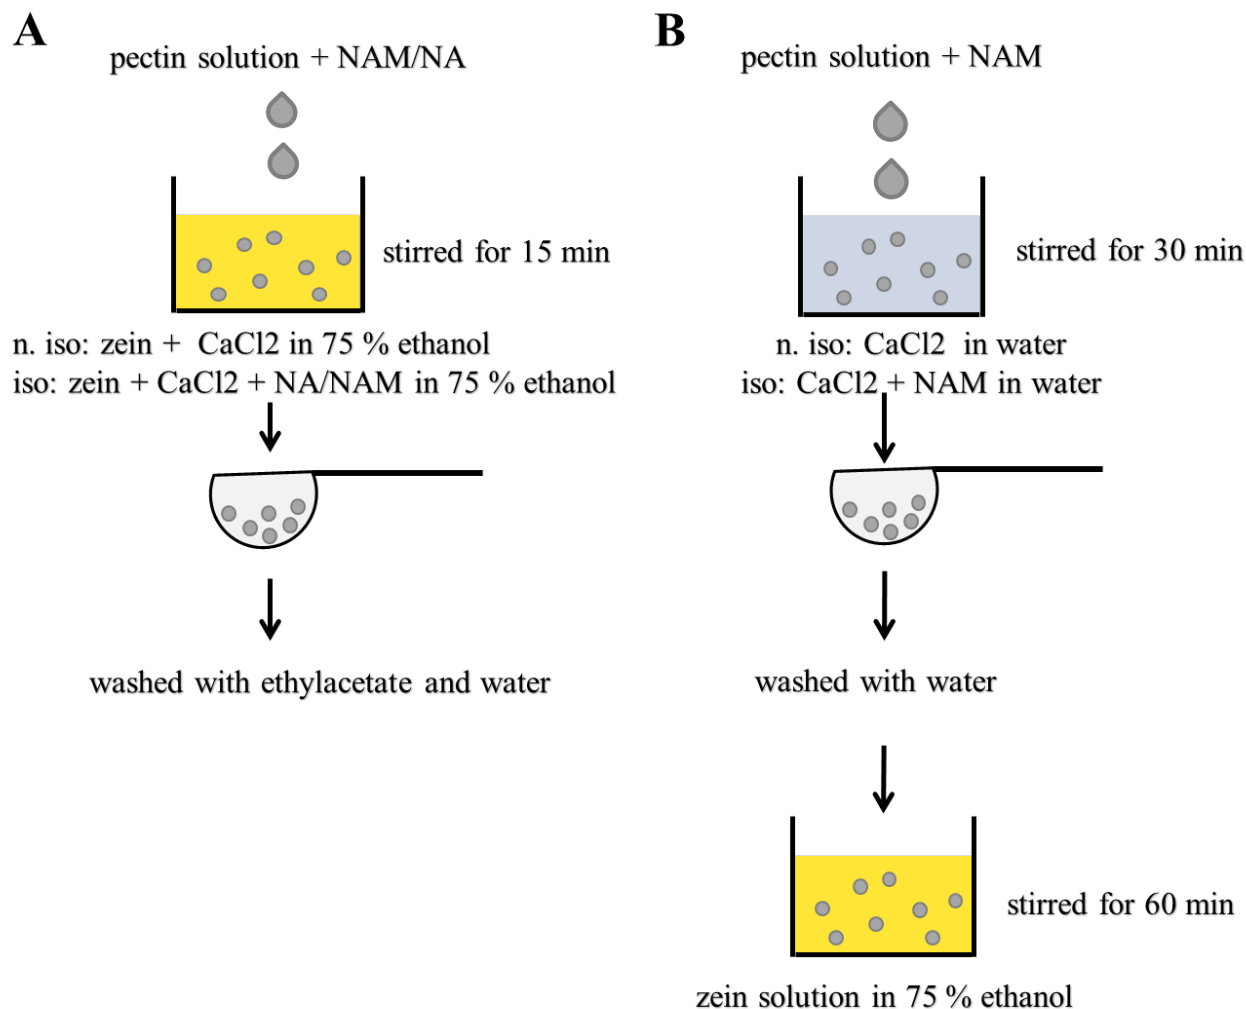 A
pectin solution + NAM/NA
stirred for 15 min
n. iso: zein + CaCl2 in 75 % ethanol
iso: zein + CaCl2 + NA/NAM in 75 % ethanol
washed with ethylacetate and water
B
pectin solution + NAM
stirred for 30 min
n. iso: CaCl2 in water
iso: CaCl2 + NAM in water
washed with water
stirred for 60 min
zein solution in 75 % ethanol